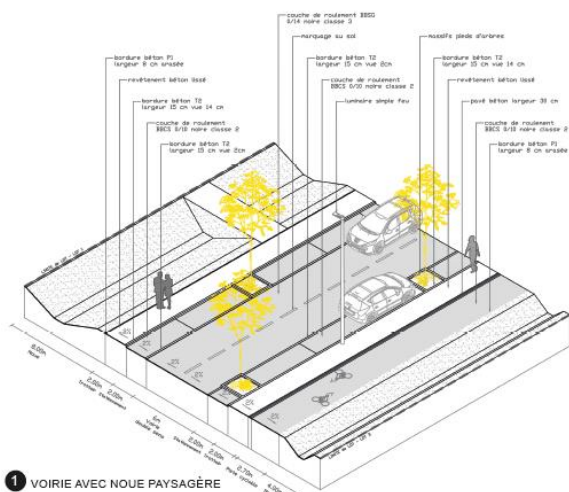 couche de roulement BBSG
0/14 noire classe 3
marquage au sol
massifs pieds d'arbres
bordure béton P1
largeur 8 cm arasée
bordure béton T2
largeur 15 cm vue 2cm
bordure béton T2
largeur 15 cm vue 14 cm
revêtement béton lissé
couche de roulement
BBCS 0/10 noire classe 2
revêtement béton lissé
bordure béton T2
largeur 15 cm vue 14 cm
luminaire simple feu
pavé béton largeur 30 cm
couche de roulement
BBCS 0/10 noire classe 2
couche de roulement
BBCS 0/10 noire classe 2
bordure béton T2
largeur 15 cm vue 2cm
bordure béton P1
largeur 8 cm arasée
8,00m
noue
2,00m
trottoir
2,00m
stationnement
6m
voirie
double sens
2,00m
stationnement
2,00m
trottoir
2,70m
Piste cyclable
1 VOIRIE AVEC NOUE PAYSAGÈRE